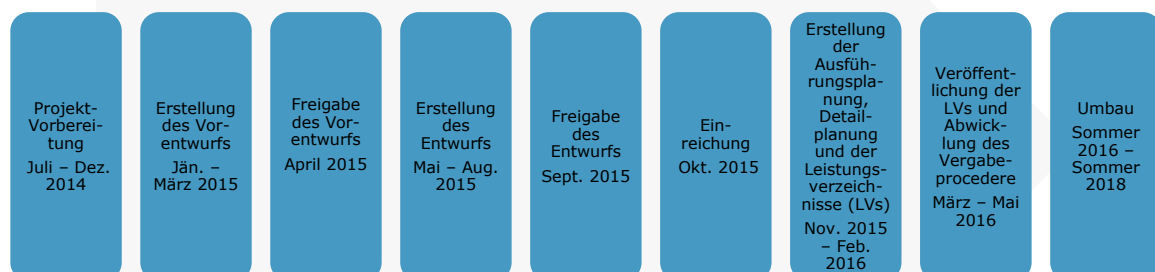 Projekt-
Vorberei-
tung
Juli – Dez.
2014
Erstellung
des Vor-
entwurfs
Jän. –
März 2015
Freigabe
des Vor-
entwurfs
April 2015
Erstellung
des
Entwurfs
Mai – Aug.
2015
Freigabe
des
Entwurfs
Sept. 2015
Ein-
reichung
Okt. 2015
Erstellung
der
Ausfüh-
rungspla-
nung,
Detail-
planung
und der
Leistungs-
verzeich-
nisse (LVs)
Nov. 2015
– Feb.
2016
Veröffent-
lichung der
LVs und
Abwick-
lung des
Vergabe-
procedere
März – Mai
2016
Umbau
Sommer
2016 –
Sommer
2018